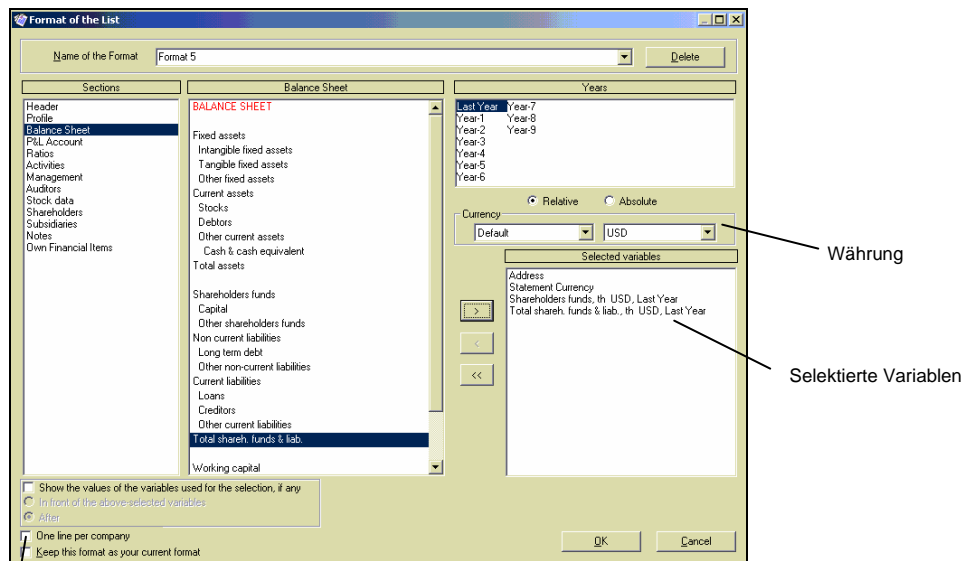 Format of the List
Name of the Format
Format 5
Delete
Sections
Header
Profile
Balance Sheet
P&L Account
Ratios
Activities
Management
Auditors
Stock data
Shareholders
Subsidiaries
Notes
Own Financial Items
Balance Sheet
BALANCE SHEET
Fixed assets
Intangible fixed assets
Tangible fixed assets
Other fixed assets
Current assets
Stocks
Debtors
Other current assets
Cash & cash equivalent
Total assets
Shareholders funds
Capital
Other shareholders funds
Non current liabilities
Long term debt
Other non-current liabilities
Current liabilities
Loans
Creditors
Other current liabilities
Total shareh. funds & liab.
Working capital
Years
Last Year
Year-1
Year-2
Year-3
Year-4
Year-5
Year-6
Year-7
Year-8
Year-9
Relative
Absolute
Currency
Default
USD
Währung
Selected variables
Address
Statement Currency
Shareholders funds, th USD, Last Year
Total shareh. funds & liab., th USD, Last Year
>
<
<<
Selektierte Variablen
Show the values of the variables used for the selection, if any
In front of the above-selected variables
After
One line per company
Keep this format as your current format
OK
Cancel